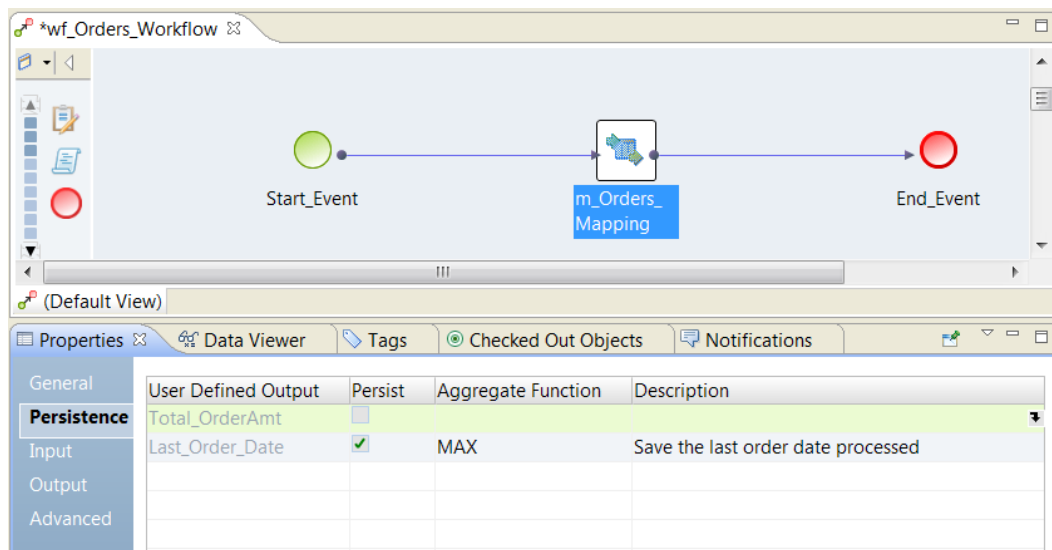 *wf_Orders_Workflow
Start_Event
m_Orders_
Mapping
End_Event
(Default View)
Properties Data Viewer Tags Checked Out Objects Notifications
General
Persistence
Input
Output
Advanced
User Defined Output Persist Aggregate Function Description
Total_OrderAmt
Last_Order_Date MAX Save the last order date processed